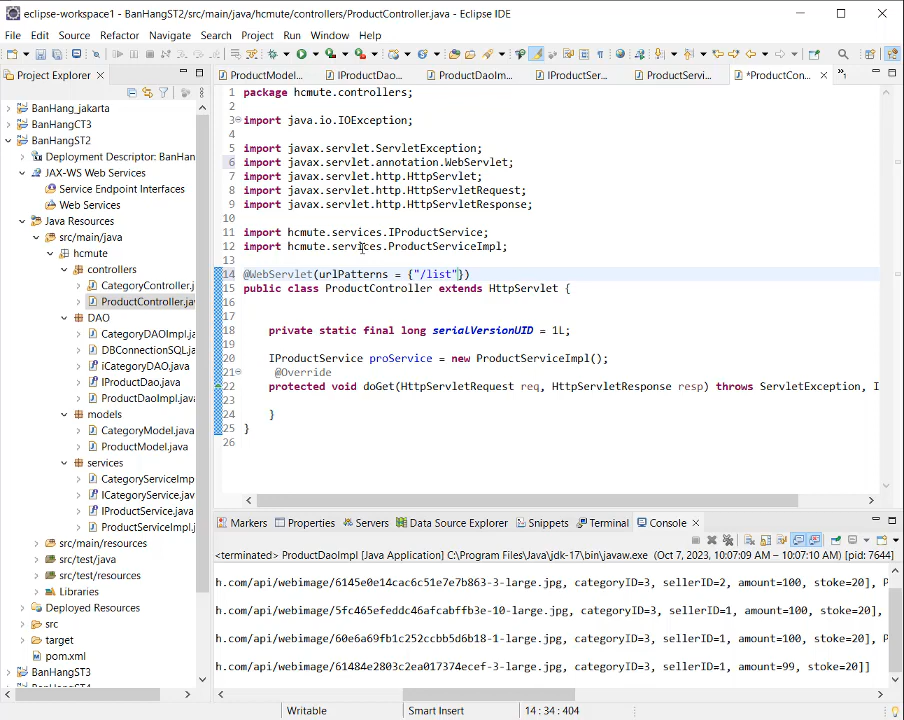 eclipse-workspace1 - BanHangST2/src/main/java/hcmute/controllers/ProductController.java - Eclipse IDE
File Edit Source Refactor Navigate Search Project Run Window Help
Project Explorer
ProductModel... IProductDao... ProductDaoIm... IProductSer... ProductServi... *ProductCon...
BanHang_jakarta
BanHangCT3
BanHangST2
Deployment Descriptor: BanHan
JAX-WS Web Services
Service Endpoint Interfaces
Web Services
Java Resources
src/main/java
hcmute
controllers
CategoryController.j
ProductController.ja
DAO
CategoryDAOImpl.j
DBConnectionSQL.j
iCategoryDAO.java
IProductDao.java
ProductDaoImpl.jav
models
CategoryModel.java
ProductModel.java
services
CategoryServiceImp
ICategoryService.jav
IProductService.java
ProductServiceImpl.
src/main/resources
src/test/java
src/test/resources
Libraries
Deployed Resources
src
target
pom.xml
BanHangST3
1 package hcmute.controllers;
2
3 import java.io.IOException;
4
5 import javax.servlet.ServletException;
6 import javax.servlet.annotation.WebServlet;
7 import javax.servlet.http.HttpServlet;
8 import javax.servlet.http.HttpServletRequest;
9 import javax.servlet.http.HttpServletResponse;
10
11 import hcmute.services.IProductService;
12 import hcmute.services.ProductServiceImpl;
13
14 @WebServlet(urlPatterns = {"/list"})
15 public class ProductController extends HttpServlet {
16
18 private static final long serialVersionUID = 1L;
19
20 IProductService proService = new ProductServiceImpl();
21 @Override
22 protected void doGet(HttpServletRequest req, HttpServletResponse resp) throws ServletException, I
23
24 }
25 }
26
Markers Properties Servers Data Source Explorer Snippets Terminal Console
<terminated> ProductDaoImpl [Java Application] C:\Program Files\Java\jdk-17\bin\javaw.exe (Oct 7, 2023, 10:07:09 AM – 10:07:10 AM) [pid: 7644]
h.com/api/webimage/6145e0e14cac6c51e7e7b863-3-large.jpg, categoryID=3, sellerID=2, amount=100, stoke=20], P
h.com/api/webimage/5fc465efeddc46afcabffb3e-10-large.jpg, categoryID=3, sellerID=1, amount=100, stoke=20],
h.com/api/webimage/60e6a69fb1c252ccbb5d6b18-1-large.jpg, categoryID=3, sellerID=1, amount=100, stoke=20], P
h.com/api/webimage/61484e2803c2ea017374ecef-3-large.jpg, categoryID=3, sellerID=1, amount=99, stoke=20]]
Writable Smart Insert 14 : 34 : 404